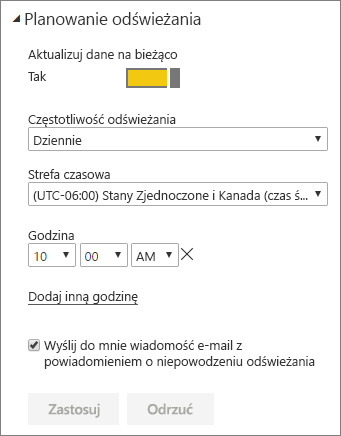 Planowanie odświeżania
Aktualizuj dane na bieżąco
Tak
Częstotliwość odświeżania
Dziennie
Strefa czasowa
(UTC-06:00) Stany Zjednoczone i Kanada (czas ś...
Godzina
10 00 AM
Dodaj inną godzinę
Wyślij do mnie wiadomość e-mail z
powiadomieniem o niepowodzeniu odświeżania
Zastosuj Odrzuć